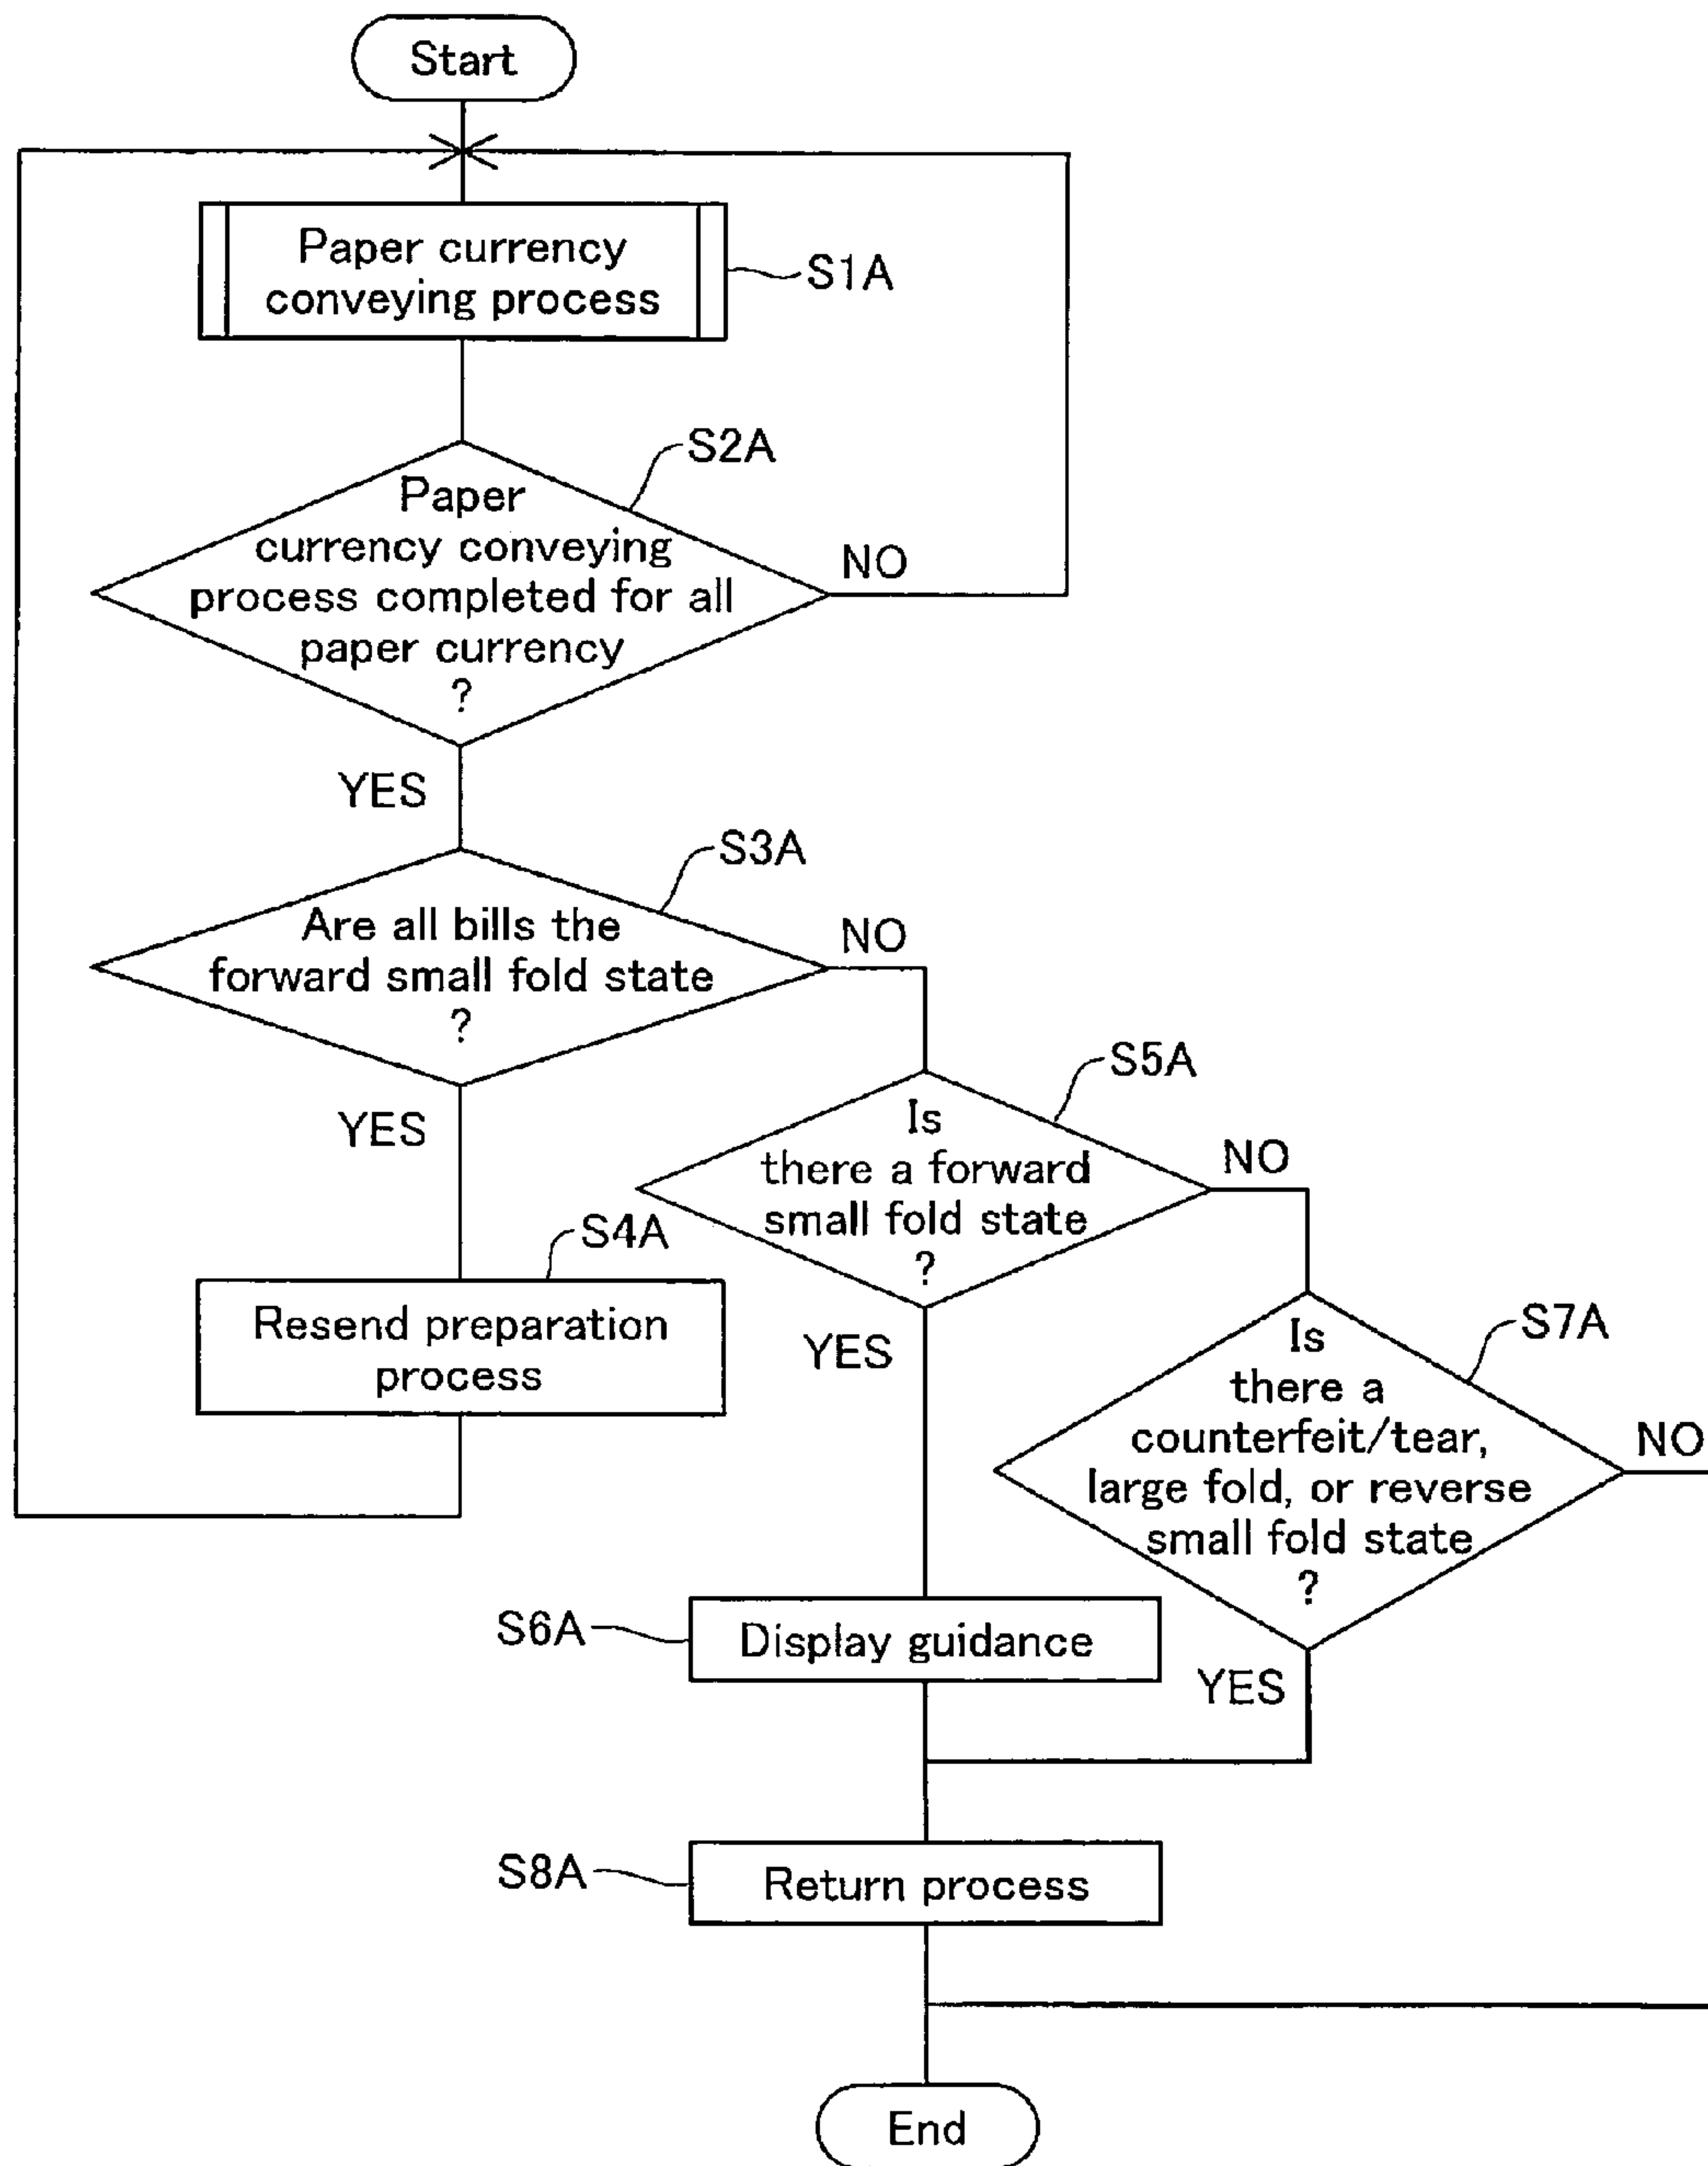 Start
Paper currency
conveying process
S1A
S2A
Paper
currency conveying
process completed for all
paper currency
?
NO
YES
S3A
Are all bills the
forward small fold state
?
NO
YES
S5A
Is
there a forward
small fold state
?
NO
YES
S4A
Resend preparation
process
S7A
Is
there a
counterfeit/tear,
large fold, or reverse
small fold state
?
NO
YES
S6A
Display guidance
S8A
Return process
End